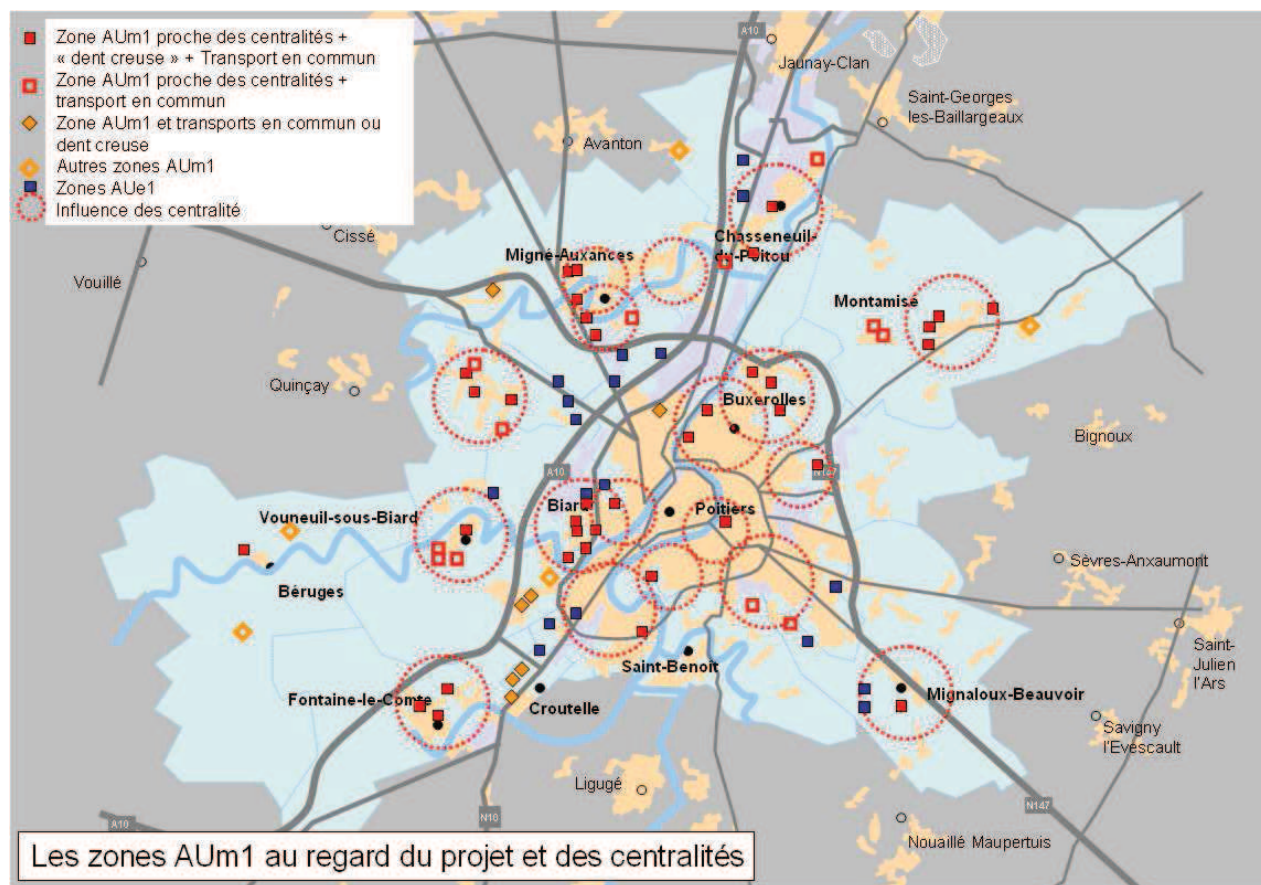 Zone AUm1 proche des centralités +
« dent creuse » + Transport en commun
Zone AUm1 proche des centralités +
transport en commun
Zone AUm1 et transports en commun ou
dent creuse
Autres zones AUm1
Zones AUe1
Influence des centralité
A10
Jaunay-Clan
Saint-Georges
les-Baillargeaux
Avanton
Cissé
Vouillé
Migné-Auxances
Chasseneuil-
du-Poitou
Montamisé
Quinçay
Buxerolles
Bignoux
A10
N147
Vouneuil-sous-Biard
Biard
Poitiers
Béruges
Sèvres-Anxaumont
Saint-
Julien
l'Ars
Saint-Benoît
Fontaine-le-Comte
Croutelle
Mignaloux-Beauvoir
Savigny
l'Evescault
Ligugé
N147
A10
N10
Nouaillé Maupertuis
Les zones AUm1 au regard du projet et des centralités